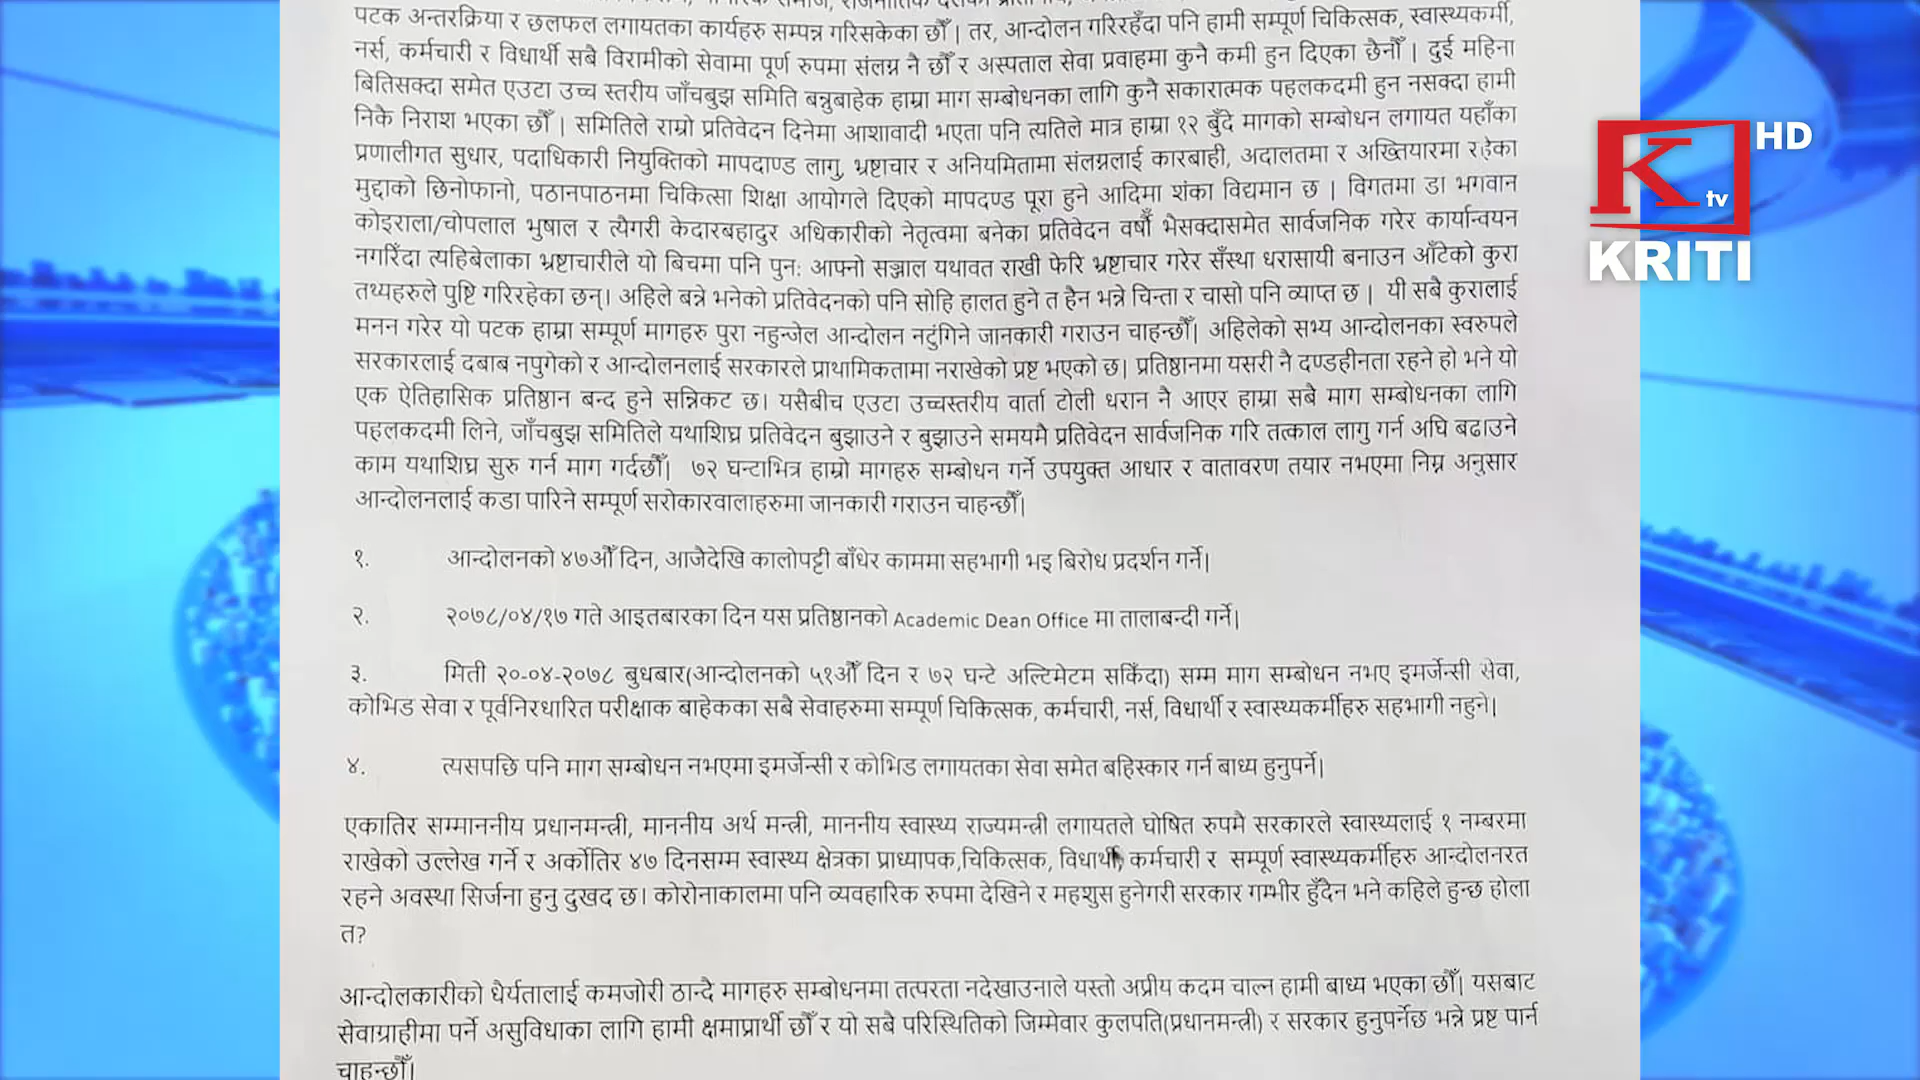 पटक अन्तरक्रिया र छलफल लगायतका कार्यहरु सम्पन्न गरिसकेका छौँ | तर, आन्दोलन गरिरहँदा पनि हामी सम्पूर्ण चिकित्सक, स्वास्थ्यकर्मी,
नर्स, कर्मचारी र विधार्थी सबै विरामीको सेवामा पूर्ण रुपमा संलग्न नै छौँ र अस्पताल सेवा प्रवाहमा कुनै कमी हुन दिएका छैनौँ | दुई महिना
बितिसक्दा समेत एउटा उच्च स्तरीय जाँचबुझ समिति बन्नुबाहेक हाम्रा माग सम्बोधनका लागि कुनै सकारात्मक पहलकदमी हुन नसक्दा हामी
निकै निराश भएका छौँ | समितिले राम्रो प्रतिवेदन दिनेमा आशावादी भएता पनि त्यतिले मात्र हाम्रा १२ बुँदे मागको सम्बोधन लगायत यहाँका
प्रणालीगत सुधार, पदाधिकारी नियुक्तिको मापदाण्ड लागु, भ्रष्टाचार र अनियमितामा संलग्नलाई कारबाही, अदालतमा र अख्तियारमा रहेका
मुद्दाको छिनोफानो, पठानपाठनमा चिकित्सा शिक्षा आयोगले दिएको मापदण्ड पूरा हुने आदिमा शंका विद्यमान छ | विगतमा डा भगवान
कोइराला/चोपलाल भुषाल र त्यैगरी केदारबहादुर अधिकारीको नेतृत्वमा बनेका प्रतिवेदन वर्षौँ भैसक्दासमेत सार्वजनिक गरेर कार्यान्वयन
नगरिँदा त्यहिबेलाका भ्रष्टाचारीले यो बिचमा पनि पुन: आफ्नो सञ्जाल यथावत राखी फेरि भ्रष्टाचार गरेर सँस्था धरासायी बनाउन आँटेको कुरा
तथ्यहरुले पुष्टि गरिरहेका छन्। अहिले बन्ने भनेको प्रतिवेदनको पनि सोहि हालत हुने त हैन भन्ने चिन्ता र चासो पनि व्याप्त छ | यी सबै कुरालाई
मनन गरेर यो पटक हाम्रा सम्पूर्ण मागहरु पुरा नहुन्जेल आन्दोलन नटुंगिने जानकारी गराउन चाहन्छौँ| अहिलेको सभ्य आन्दोलनका स्वरुपले
सरकारलाई दबाब नपुगेको र आन्दोलनलाई सरकारले प्राथामिकतामा नराखेको प्रष्ट भएको छ| प्रतिष्ठानमा यसरी नै दण्डहीनता रहने हो भने यो
एक ऐतिहासिक प्रतिष्ठान बन्द हुने सन्निकट छ। यसैबीच एउटा उच्चस्तरीय वार्ता टोली धरान नै आएर हाम्रा सबै माग सम्बोधनका लागि
पहलकदमी लिने, जाँचबुझ समितिले यथाशिघ्र प्रतिवेदन बुझाउने र बुझाउने समयमै प्रतिवेदन सार्वजनिक गरि तत्काल लागु गर्न अघि बढाउने
काम यथाशिघ्र सुरु गर्न माग गर्दछौँ| ७२ घन्टाभित्र हाम्रो मागहरु सम्बोधन गर्ने उपयुक्त आधार र वातावरण तयार नभएमा निम्न अनुसार
आन्दोलनलाई कडा पारिने सम्पूर्ण सरोकारवालाहरुमा जानकारी गराउन चाहन्छौँ|
१. आन्दोलनको ४७औँ दिन, आजैदेखि कालोपट्टी बाँधेर काममा सहभागी भइ बिरोध प्रदर्शन गर्ने|
२. २०७८/०४/१७ गते आइतबारका दिन यस प्रतिष्ठानको Academic Dean Office मा तालाबन्दी गर्ने|
३. मिती २०-०४-२०७८ बुधबार(आन्दोलनको ५१औँ दिन र ७२ घन्टे अल्टिमेटम सकिँदा) सम्म माग सम्बोधन नभए इमर्जेन्सी सेवा,
कोभिड सेवा र पूर्वनिरधारित परीक्षाक बाहेकका सबै सेवाहरुमा सम्पूर्ण चिकित्सक, कर्मचारी, नर्स, विधार्थी र स्वास्थ्यकर्मीहरु सहभागी नहुने|
४. त्यसपछि पनि माग सम्बोधन नभएमा इमर्जेन्सी र कोभिड लगायतका सेवा समेत बहिस्कार गर्न बाध्य हुनुपर्ने|
एकातिर सम्माननीय प्रधानमन्त्री, माननीय अर्थ मन्त्री, माननीय स्वास्थ्य राज्यमन्त्री लगायतले घोषित रुपमै सरकारले स्वास्थ्यलाई १ नम्बरमा
राखेको उल्लेख गर्ने र अर्कोतिर ४७ दिनसम्म स्वास्थ्य क्षेत्रका प्राध्यापक,चिकित्सक, विधार्थी, कर्मचारी र सम्पूर्ण स्वास्थ्यकर्मीहरु आन्दोलनरत
रहने अवस्था सिर्जना हुनु दुखद छ। कोरोनाकालमा पनि व्यवहारिक रुपमा देखिने र महशुस हुनेगरी सरकार गम्भीर हुँदैन भने कहिले हुन्छ होला
त?
आन्दोलकारीको धैर्यतालाई कमजोरी ठान्दै मागहरु सम्बोधनमा तत्परता नदेखाउनाले यस्तो अप्रीय कदम चाल्न हामी बाध्य भएका छौँ| यसबाट
सेवाग्राहीमा पर्ने असुविधाका लागि हामी क्षमाप्रार्थी छौँ र यो सबै परिस्थितिको जिम्मेवार कुलपति(प्रधानमन्त्री) र सरकार हुनुपर्नेछ भन्ने प्रष्ट पार्न
चाहन्छौँ|
K tv HD
KRITI